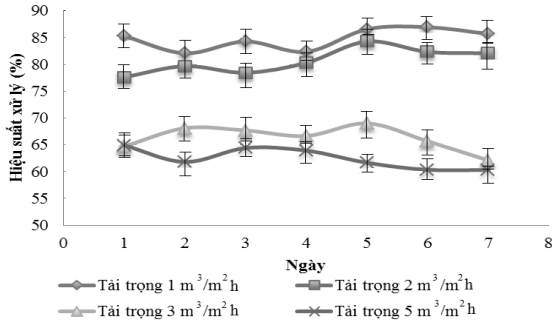 90
85
80
75
70
65
60
55
50
Hiệu suất xử lý (%)
0 1 2 3 4 5 6 7 8
Ngày
Tải trọng 1 m³/m²h
Tải trọng 2 m³/m²h
Tải trọng 3 m³/m²h
Tải trọng 5 m³/m²h